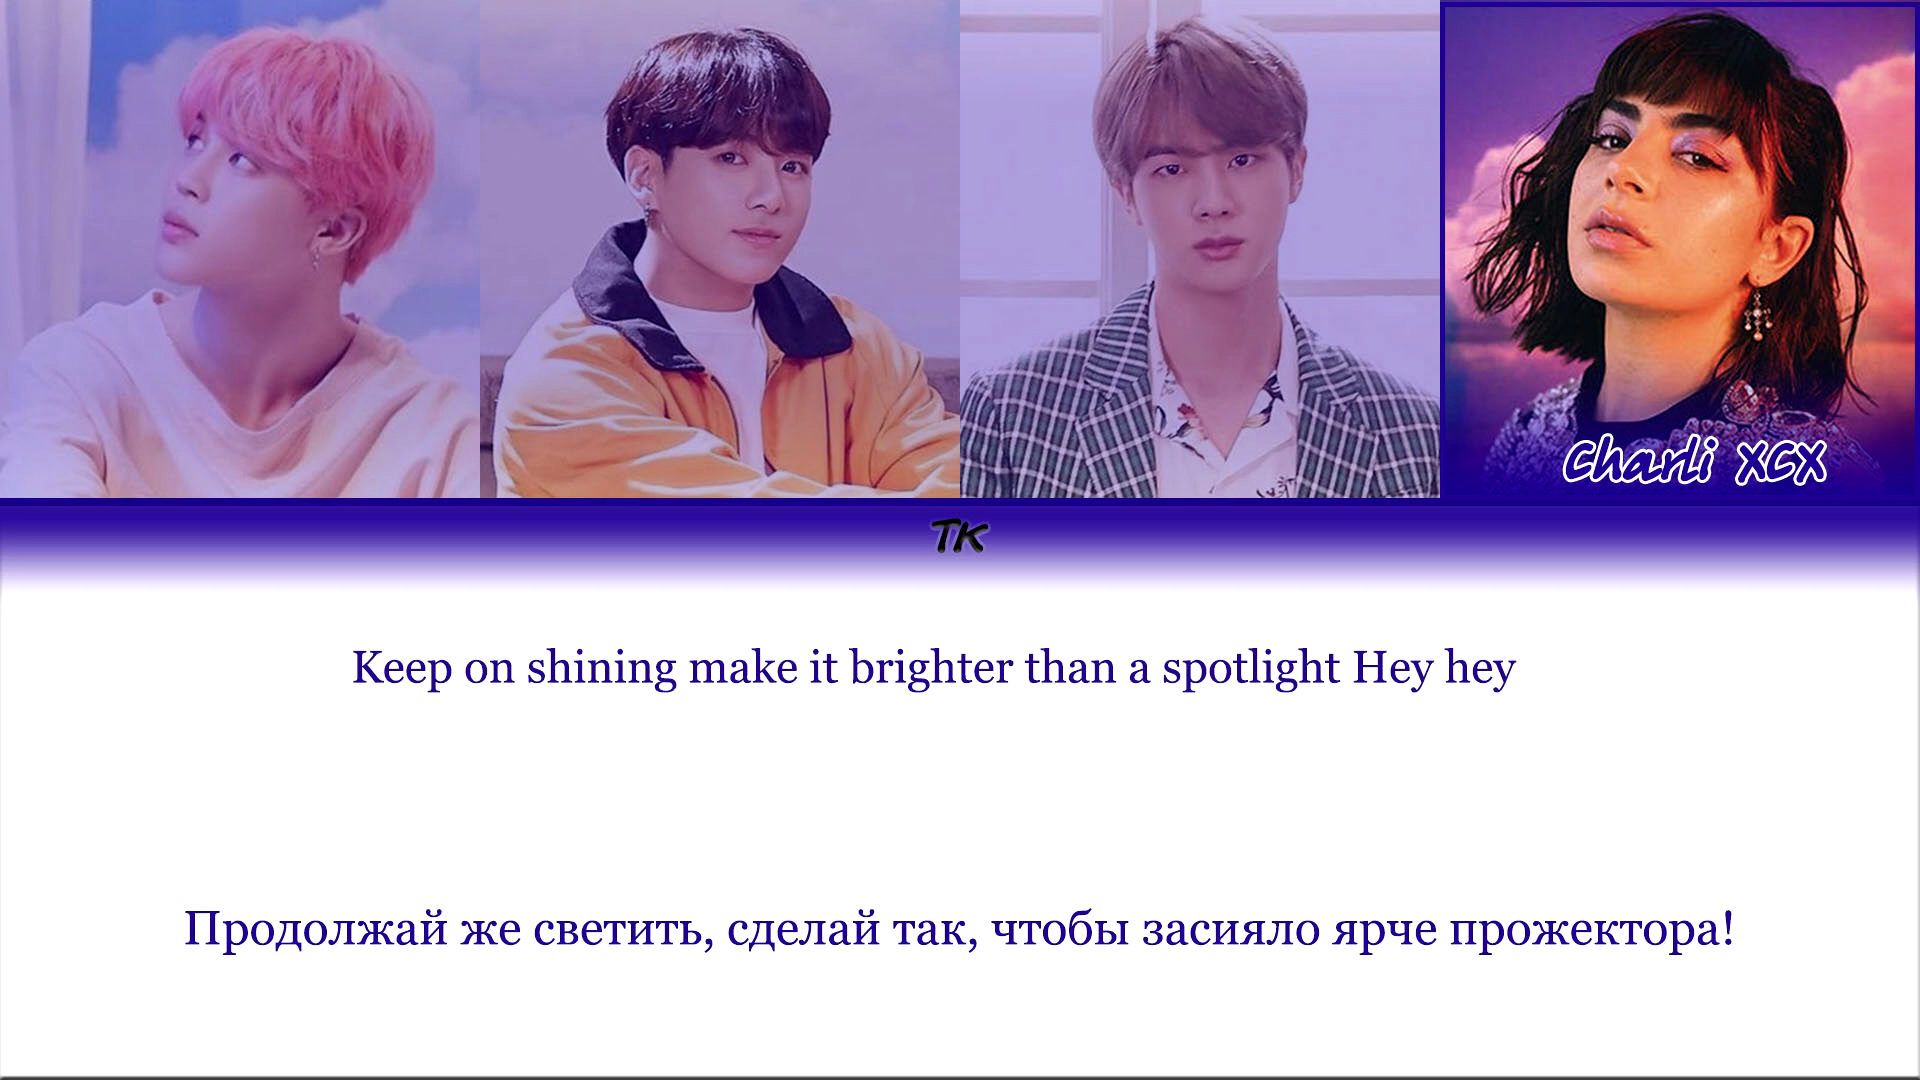 Charli XCX
TK
Keep on shining make it brighter than a spotlight Hey hey
Продолжай же светить, сделай так, чтобы засияло ярче прожектора!